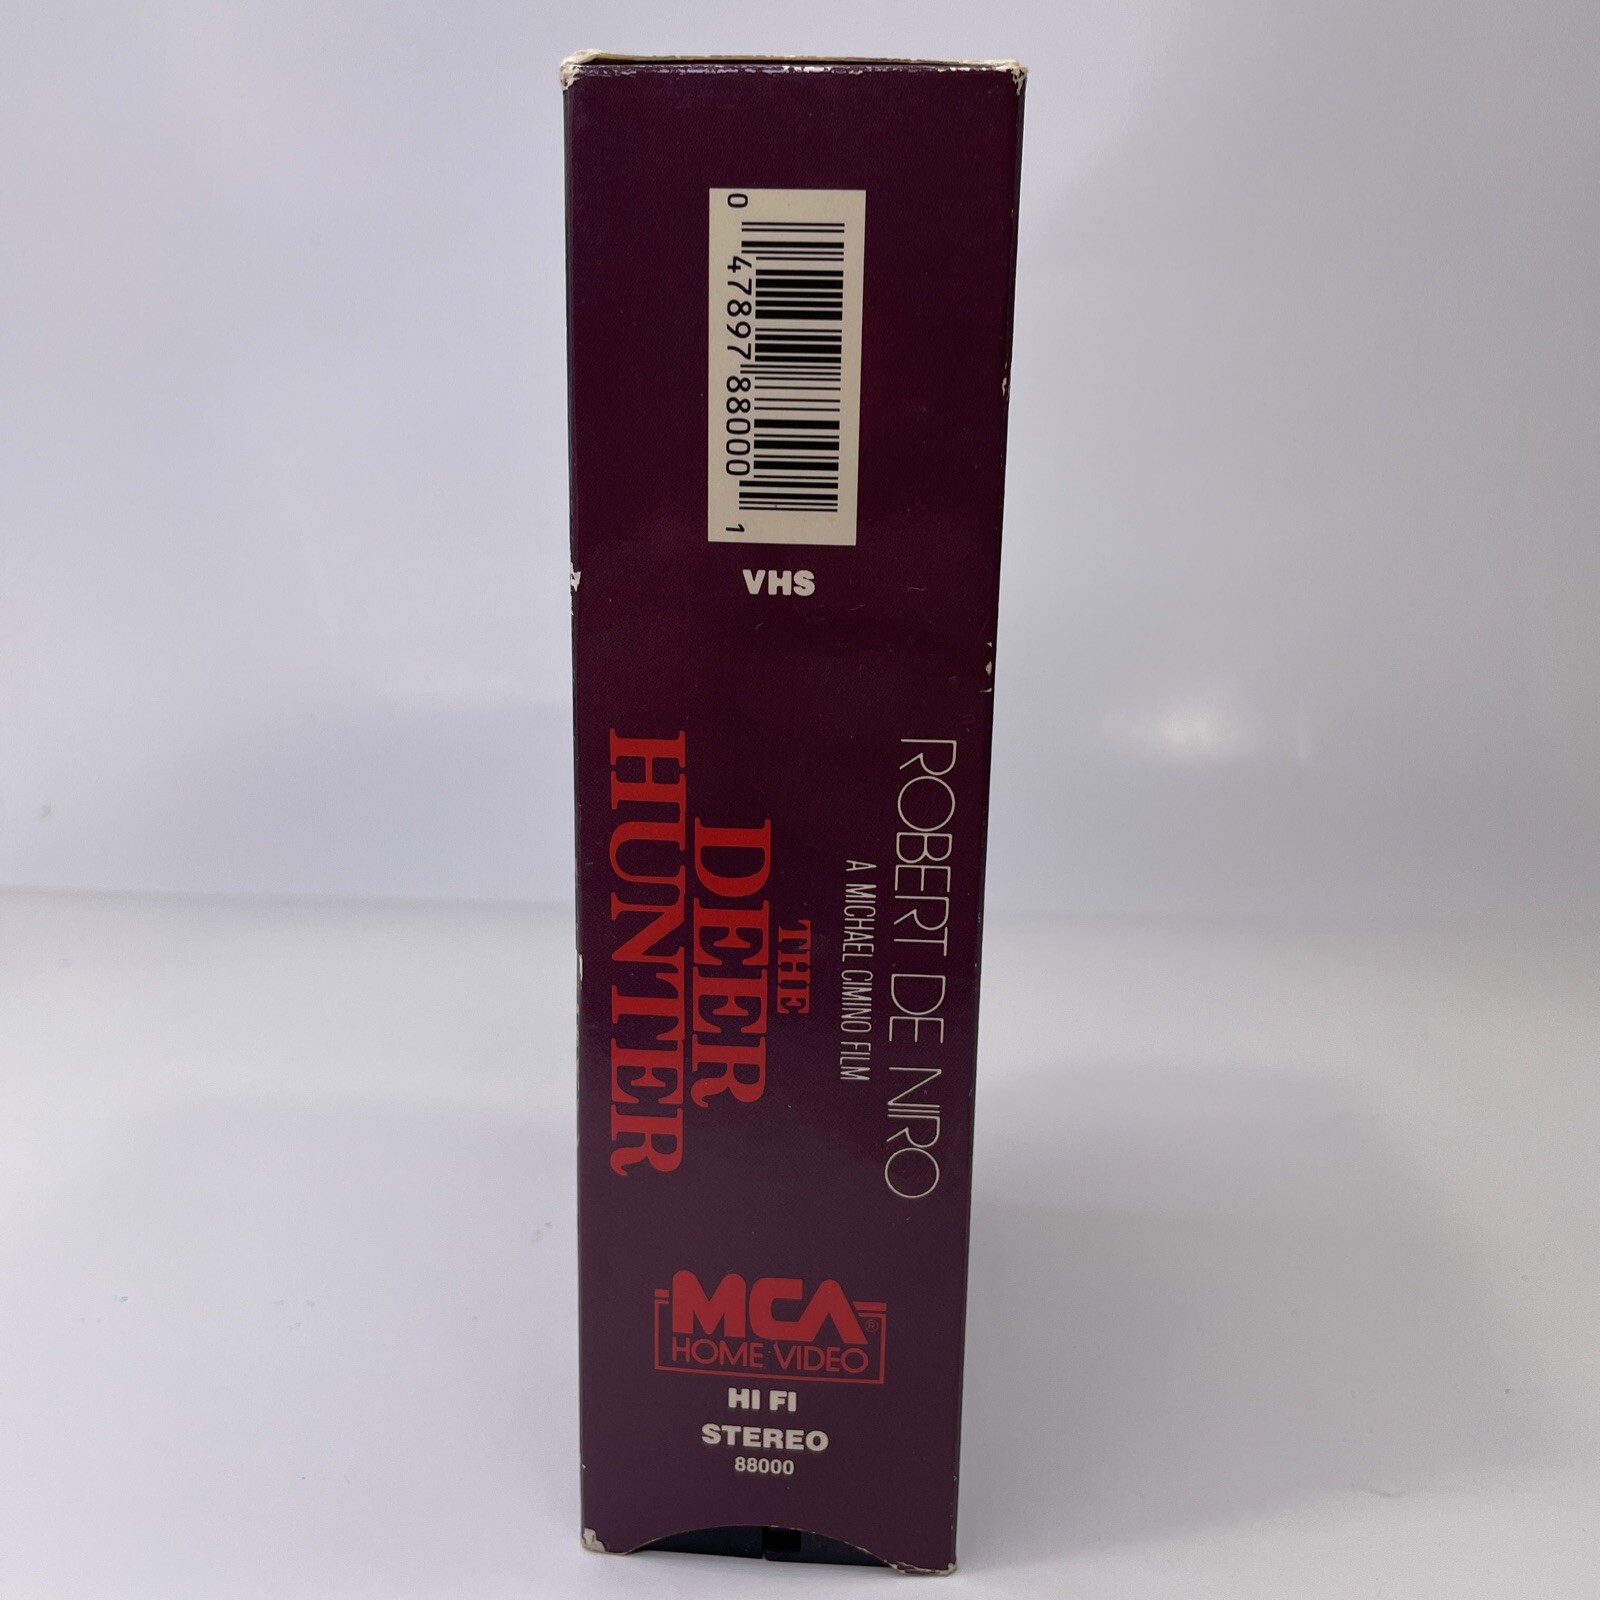 0 47897 88000 1
VHS
ROBERT DE NIRO
A MICHAEL CIMINO FILM
THE
DEER
HUNTER
MCA®
HOME VIDEO
HI FI
STEREO
88000